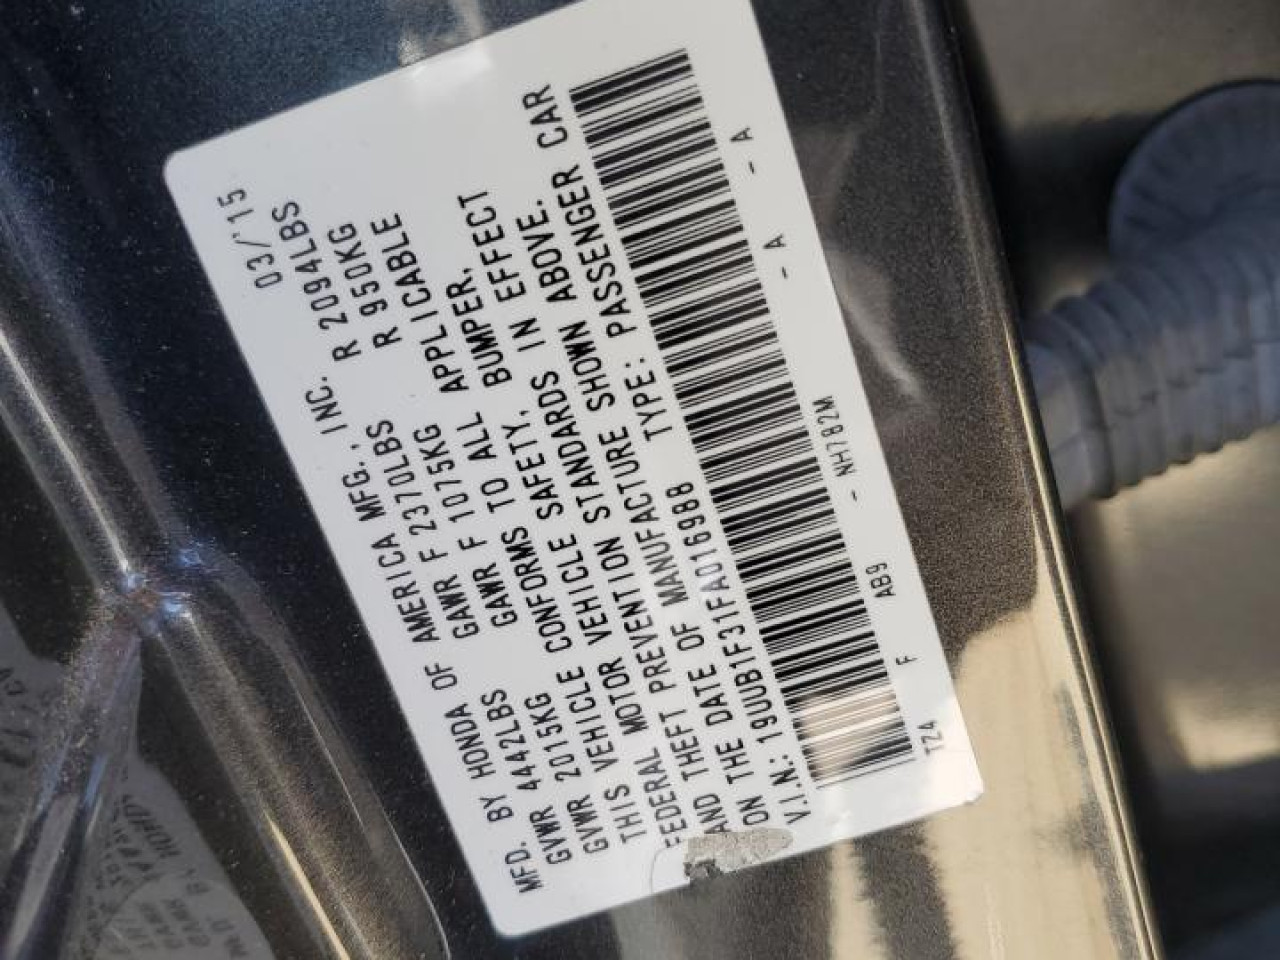 MFD. BY HONDA OF AMERICA MFG., INC. 03/'15
GVWR 4442LBS GAWR F 2370LBS R 2094LBS
GVWR 2015KG GAWR F 1075KG R 950KG
THIS VEHICLE CONFORMS TO ALL APPLICABLE
FEDERAL MOTOR VEHICLE SAFETY, BUMPER,
AND THEFT PREVENTION STANDARDS IN EFFECT
ON THE DATE OF MANUFACTURE SHOWN ABOVE.
V.I.N.: 19UUB1F31FA016988 TYPE: PASSENGER CAR
TZ4 F AB9 - NH782M - A - A